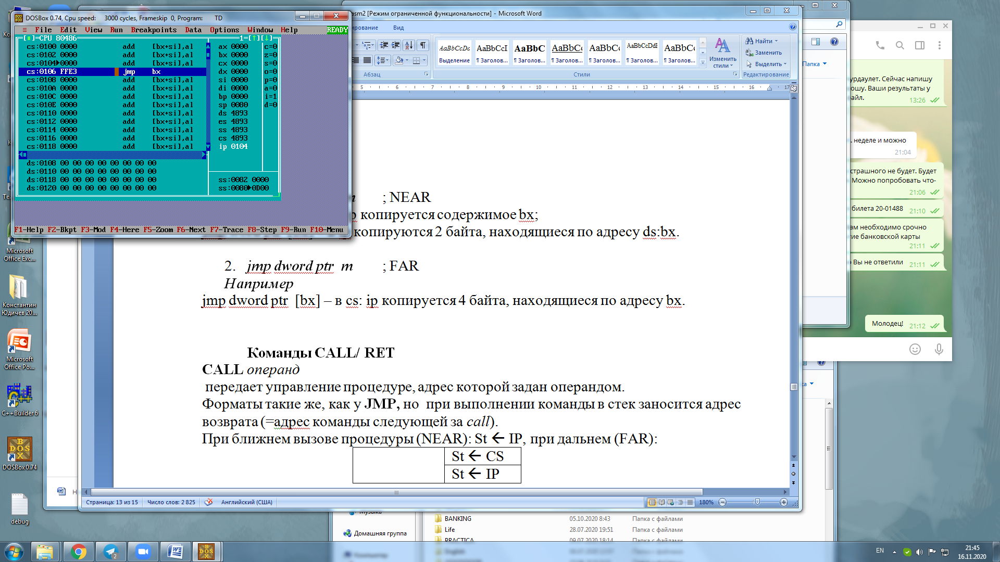 DOSBox 0.74, Cpu speed: 3000 cycles, Frameskip 0, Program: TD
≡ File Edit View Run Breakpoints Data Options Window Help READY
[■]=CPU 80486 1=[↑][↓]
cs:0100 0000 add [bx+si],al ax 0000 c=0
cs:0102 0000 add [bx+si],al bx 0000 z=0
cs:0104►0000 add [bx+si],al cx 0000 s=0
cs:0106 FFE3 jmp bx dx 0000 o=0
cs:0108 0000 add [bx+si],al si 0000 p=0
cs:010A 0000 add [bx+si],al di 0000 a=0
cs:010C 0000 add [bx+si],al bp 0000 i=1
cs:010E 0000 add [bx+si],al sp 0080 d=0
cs:0110 0000 add [bx+si],al ds 4893
cs:0112 0000 add [bx+si],al es 4893
cs:0114 0000 add [bx+si],al ss 4893
cs:0116 0000 add [bx+si],al cs 4893
cs:0118 0000 add [bx+si],al ip 0104
ds:0108 00 00 00 00 00 00 00 00
ds:0110 00 00 00 00 00 00 00 00
ds:0118 00 00 00 00 00 00 00 00 ss:0082 0000
ds:0120 00 00 00 00 00 00 00 00 ss:0080►0D00
F1-Help F2-Bkpt F3-Mod F4-Here F5-Zoom F6-Next F7-Trace F8-Step F9-Run F10-Menu
asm2 [Режим ограниченной функциональности] - Microsoft Word
Вид
AaBbCcDc AaBbCcI AaBbC AaBbC AaBbC AaBbCcDdI AaBbC
Выделение ¶ Заголов... ¶ Заголов... ¶ Заголов... ¶ Заголов... ¶ Заголов... ¶ Заголов...
Изменить стили
Найти
Заменить
Выделить
Абзац Стили Редактирование
5 6 7 8 9 10 11 12 13 14 15 16 17
; NEAR
копируется содержимое bx;
копируются 2 байта, находящиеся по адресу ds:bx.
2. jmp dword ptr m ; FAR
Например
jmp dword ptr [bx] – в cs: ip копируется 4 байта, находящиеся по адресу bx.
Команды CALL/ RET
CALL операнд
передает управление процедуре, адрес которой задан операндом.
Форматы такие же, как у JMP, но при выполнении команды в стек заносится адрес
возврата (=адрес команды следующей за call).
При ближнем вызове процедуры (NEAR): St ← IP, при дальнем (FAR):
St ← CS
St ← IP
Страница: 13 из 15 Число слов: 2 825 Английский (США) 180%
Папка
урдаулет. Сейчас напишу
ошу. Ваши результаты у
айл.
13:26
неделе и можно
21:04
страшного не будет. Будет
Можно попробовать что-
21:06
билета 20-01488
21:10
ам необходимо срочно
тие банковской карты
21:11
Вы не ответили
21:11
Молодец!
21:12
Microsoft Office Exc...
Константин Юдичев 20...
Microsoft Office Po...
C++Builder 6
DOSBox 0.74
debug
Музыка
Домашняя группа
BANKING 05.10.2020 8:43 Папка с файлами
Life 28.07.2020 19:51 Папка с файлами
PRACTICA 09.07.2020 18:14 Папка с файлами
EN
21:45
16.11.2020